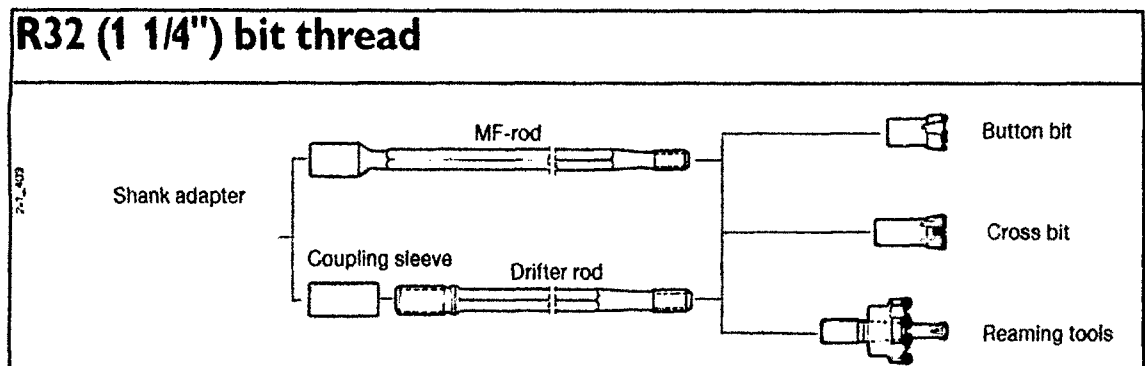 R32 (1 1/4") bit thread
MF-rod
Button bit
Shank adapter
Cross bit
Coupling sleeve
Drifter rod
Reaming tools